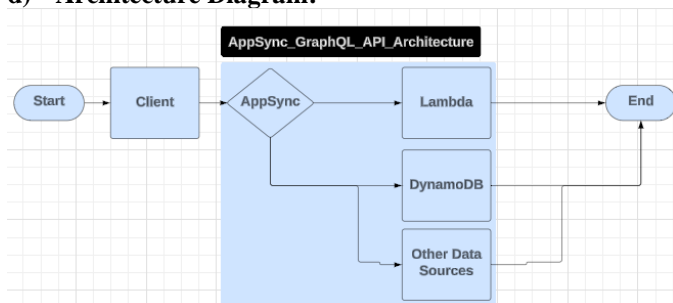 d) Architecture Diagram:
AppSync_GraphQL_API_Architecture
Start
Client
AppSync
Lambda
End
DynamoDB
Other Data
Sources